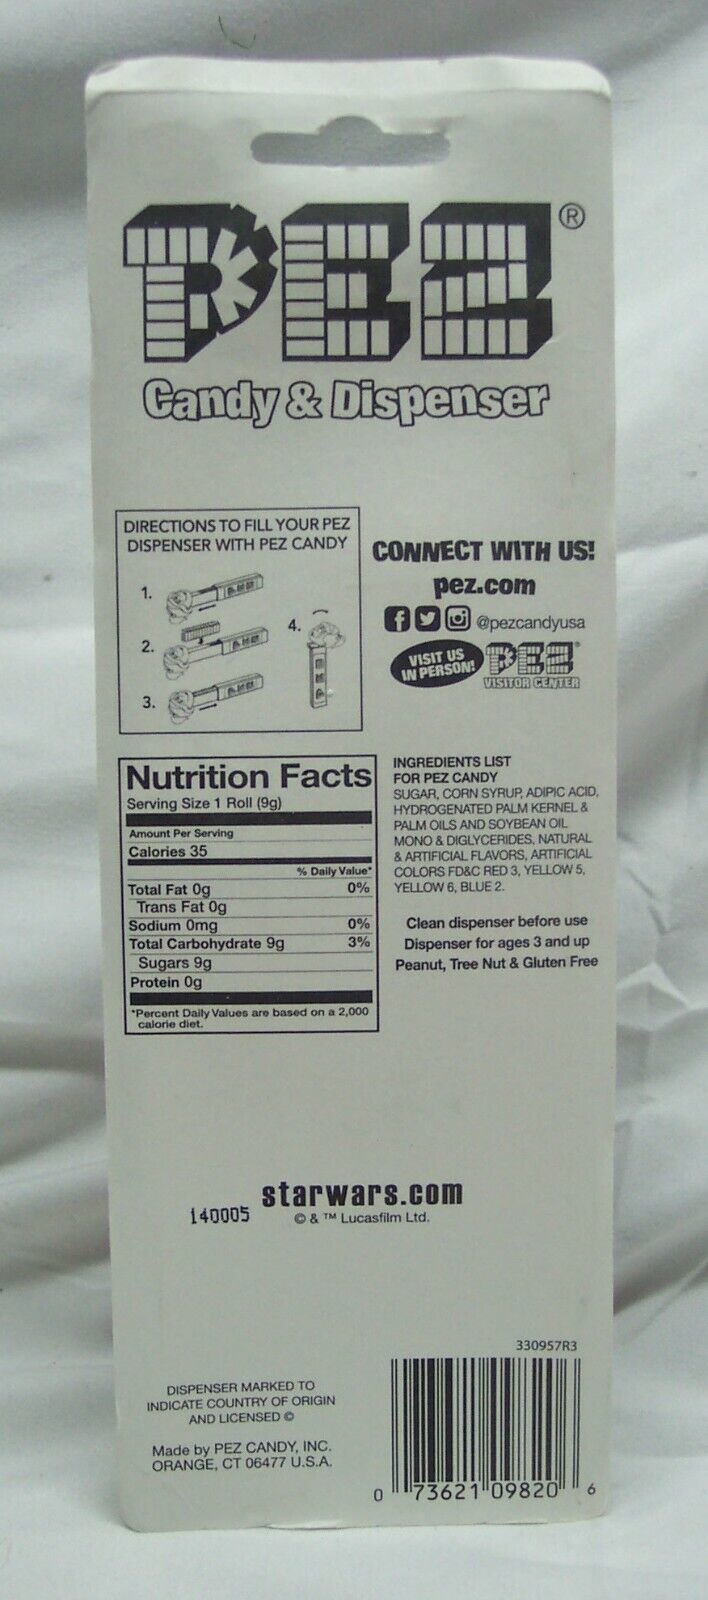 PEZ®
Candy & Dispenser
DIRECTIONS TO FILL YOUR PEZ
DISPENSER WITH PEZ CANDY
1.
2.
3.
4.
CONNECT WITH US!
pez.com
@pezcandyusa
VISIT US
IN PERSON!
PEZ®
VISITOR CENTER
Nutrition Facts
Serving Size 1 Roll (9g)
Amount Per Serving
Calories 35
% Daily Value*
Total Fat 0g 0%
Trans Fat 0g
Sodium 0mg 0%
Total Carbohydrate 9g 3%
Sugars 9g
Protein 0g
*Percent Daily Values are based on a 2,000
calorie diet.
INGREDIENTS LIST
FOR PEZ CANDY
SUGAR, CORN SYRUP, ADIPIC ACID,
HYDROGENATED PALM KERNEL &
PALM OILS AND SOYBEAN OIL
MONO & DIGLYCERIDES, NATURAL
& ARTIFICIAL FLAVORS, ARTIFICIAL
COLORS FD&C RED 3, YELLOW 5,
YELLOW 6, BLUE 2.
Clean dispenser before use
Dispenser for ages 3 and up
Peanut, Tree Nut & Gluten Free
140005
starwars.com
© & ™ Lucasfilm Ltd.
330957R3
DISPENSER MARKED TO
INDICATE COUNTRY OF ORIGIN
AND LICENSED ©
Made by PEZ CANDY, INC.
ORANGE, CT 06477 U.S.A.
0 73621 09820 6